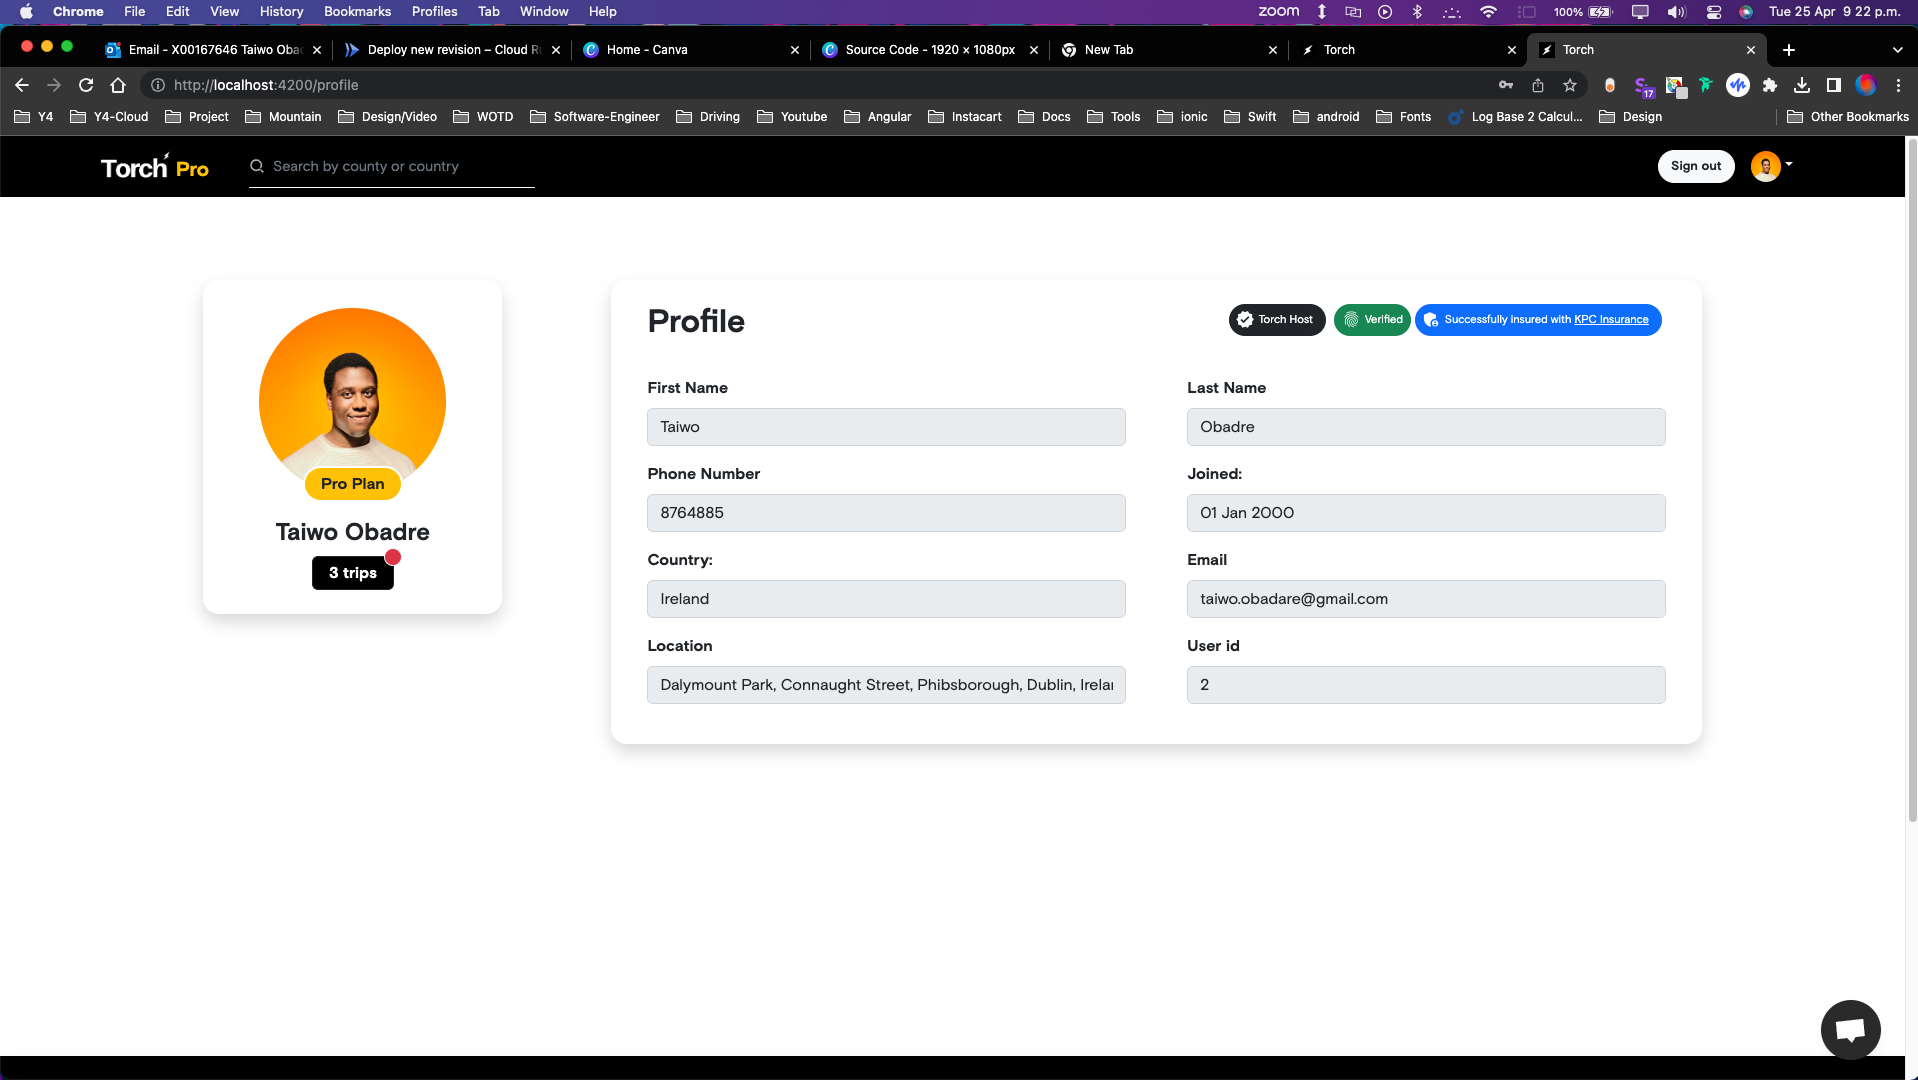 Chrome File Edit View History Bookmarks Profiles Tab Window Help zoom 100% Tue 25 Apr 9 22 p.m.
Email - X00167646 Taiwo Obad Deploy new revision – Cloud Ru Home - Canva Source Code - 1920 × 1080px New Tab Torch Torch
http://localhost:4200/profile 17
Y4 Y4-Cloud Project Mountain Design/Video WOTD Software-Engineer Driving Youtube Angular Instacart Docs Tools ionic Swift android Fonts Log Base 2 Calcul... Design Other Bookmarks
Torch Pro Search by county or country Sign out
Profile Torch Host Verified Successfully insured with KPC Insurance
Pro Plan
Taiwo Obadre
3 trips
First Name Last Name
Taiwo Obadre
Phone Number Joined:
8764885 01 Jan 2000
Country: Email
Ireland taiwo.obadare@gmail.com
Location User id
Dalymount Park, Connaught Street, Phibsborough, Dublin, Irelan 2